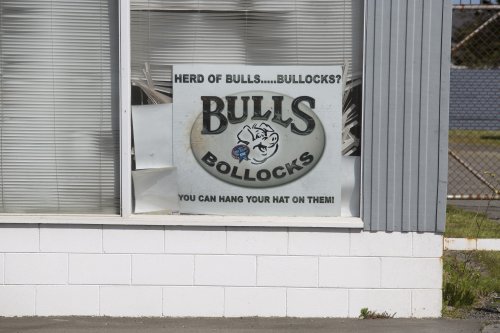 HERD OF BULLS.....BULLOCKS?
BULLS
BOLLOCKS
YOU CAN HANG YOUR HAT ON THEM!